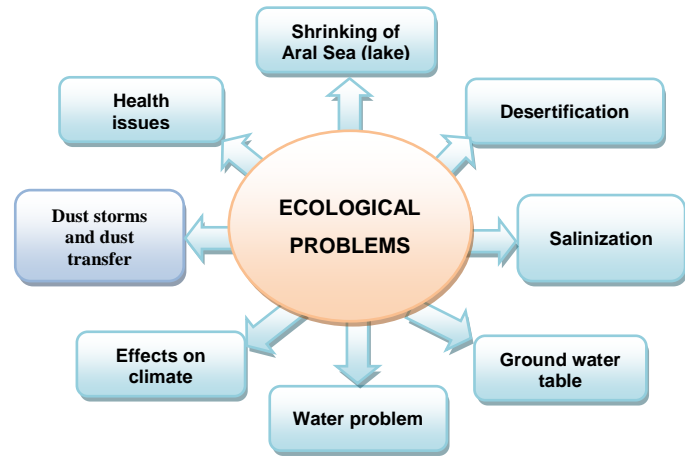 Shrinking of
Aral Sea (lake)
Health
issues
Desertification
ECOLOGICAL
PROBLEMS
Dust storms
and dust
transfer
Salinization
Effects on
climate
Ground water
table
Water problem